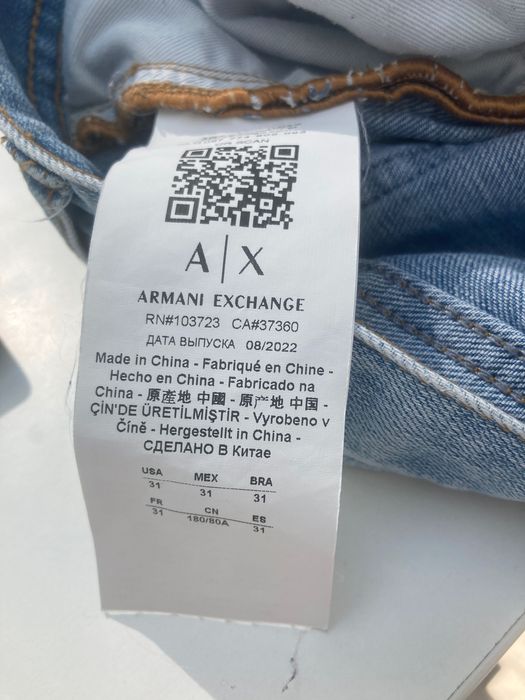 A|X
ARMANI EXCHANGE
RN#103723 CA#37360
ДАТА ВЫПУСКА 08/2022
Made in China - Fabriqué en Chine -
Hecho en China - Fabricado na
China - 原産地 中國 - 原产地 中国 -
ÇİN'DE ÜRETİLMİŞTİR - Vyrobeno v
Číně - Hergestellt in China -
СДЕЛАНО В Китае
USA MEX BRA
31 31 31
FR CN ES
31 180/80A 31